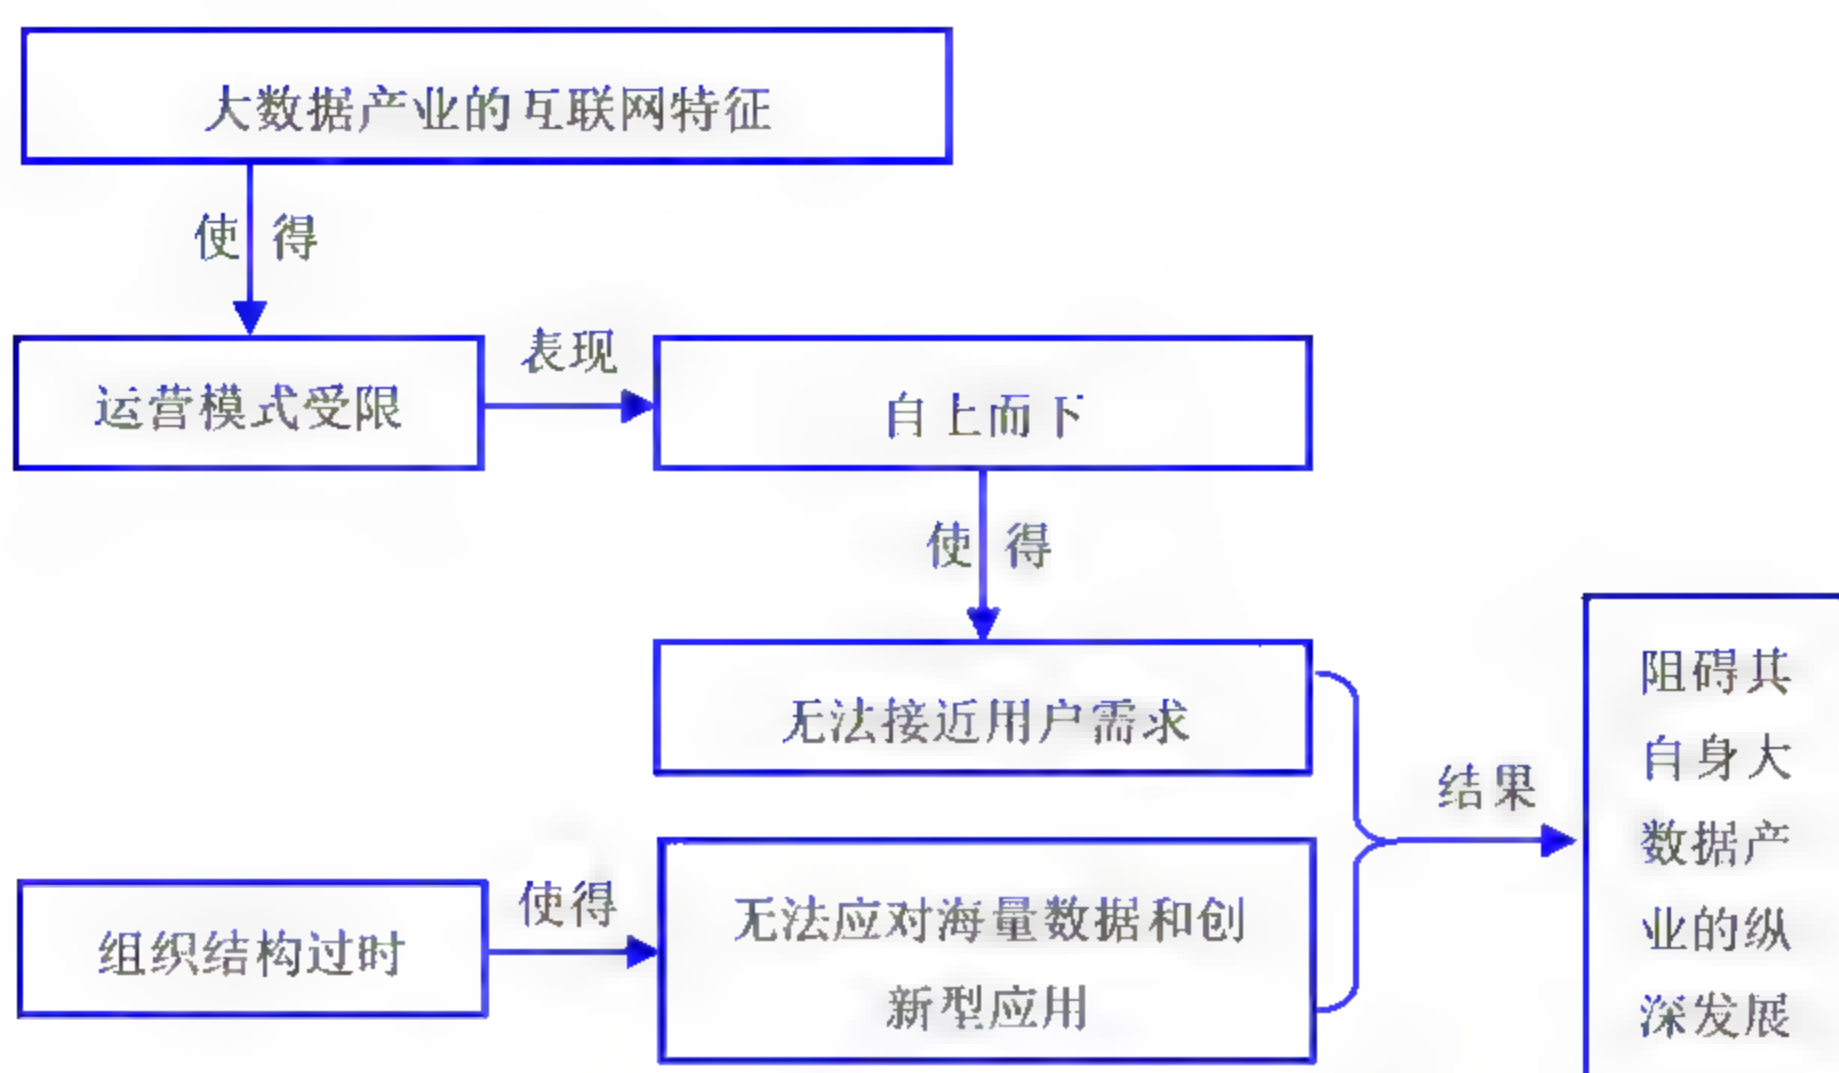 大数据产业的互联网特征
使得
运营模式受限
表现
自上而下
使得
无法接近用户需求
组织结构过时
使得
无法应对海量数据和创
新型应用
结果
阻碍共
自身大
数据产
业的纵
深发展